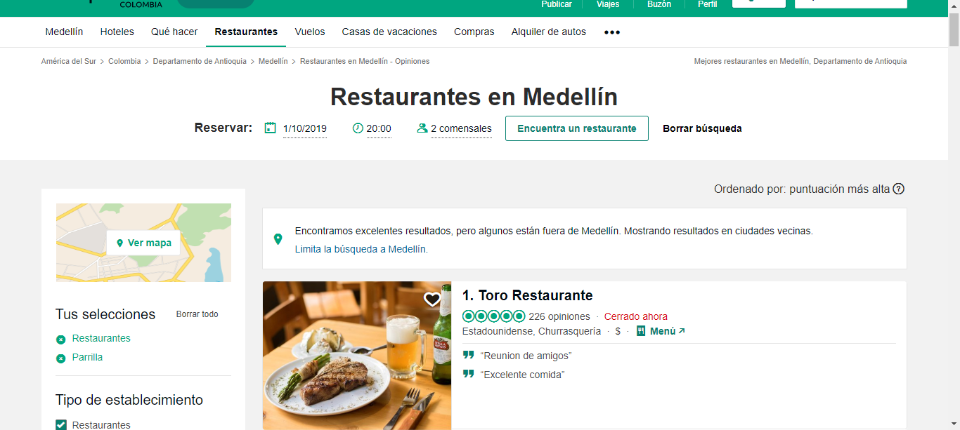 COLOMBIA
Publicar Viajes Buzón Perfil
Medellín Hoteles Qué hacer Restaurantes Vuelos Casas de vacaciones Compras Alquiler de autos •••
América del Sur > Colombia > Departamento de Antioquia > Medellín > Restaurantes en Medellín - Opiniones
Mejores restaurantes en Medellín, Departamento de Antioquia
Restaurantes en Medellín
Reservar: 1/10/2019 20:00 2 comensales Encuentra un restaurante Borrar búsqueda
Ordenado por: puntuación más alta ?
Ver mapa
Encontramos excelentes resultados, pero algunos están fuera de Medellín. Mostrando resultados en ciudades vecinas.
Limita la búsqueda a Medellín.
Tus selecciones Borrar todo
Restaurantes
Parrilla
Tipo de establecimiento
Restaurantes
1. Toro Restaurante
226 opiniones · Cerrado ahora
Estadounidense, Churrasquería · $ · Menú
“Reunion de amigos”
“Excelente comida”